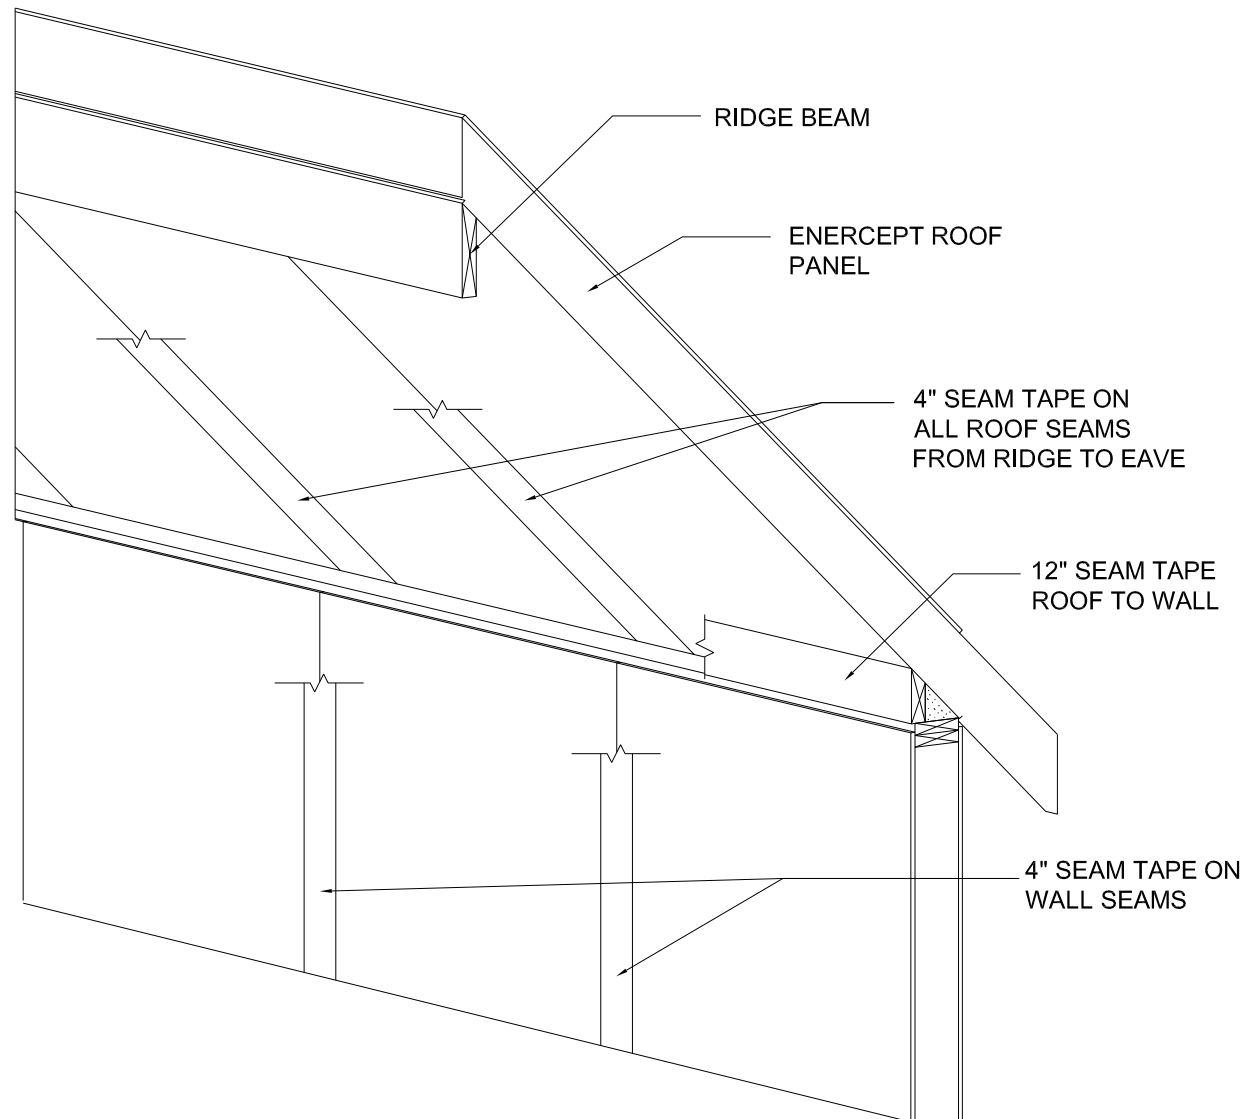 RIDGE BEAM
ENERCEPT ROOF
PANEL
4" SEAM TAPE ON
ALL ROOF SEAMS
FROM RIDGE TO EAVE
12" SEAM TAPE
ROOF TO WALL
4" SEAM TAPE ON
WALL SEAMS